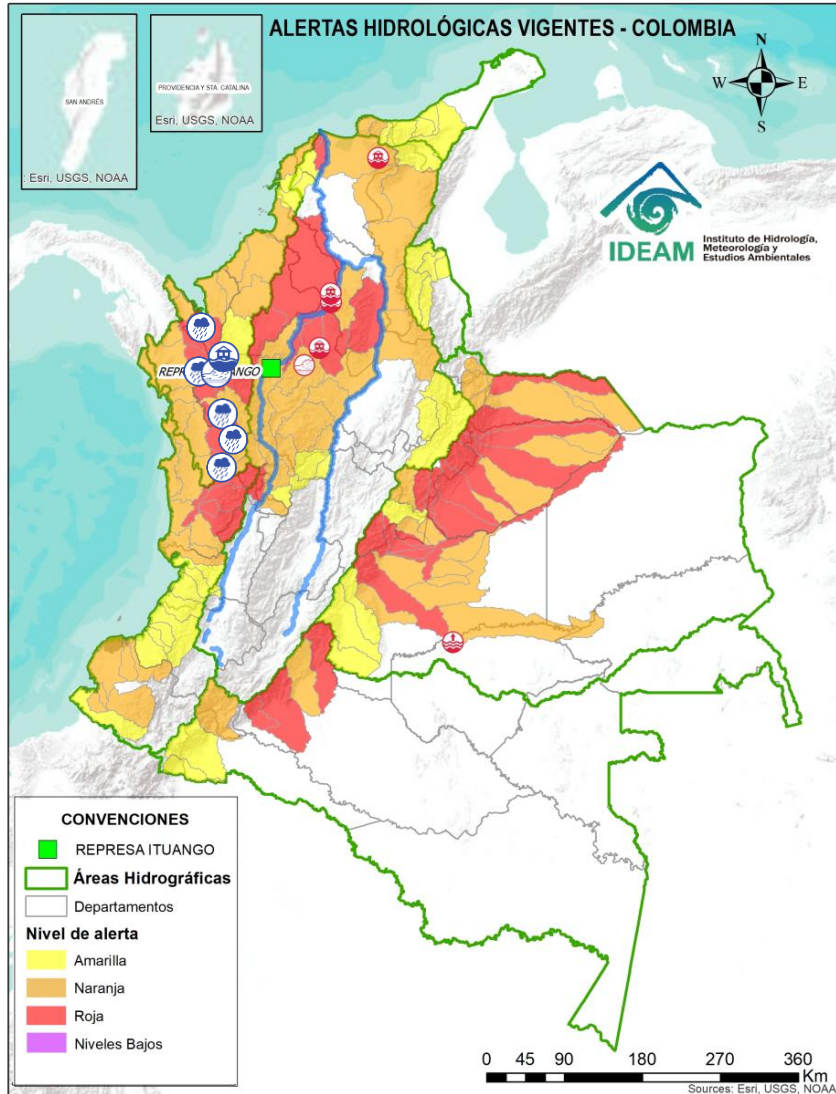 ALERTAS HIDROLÓGICAS VIGENTES - COLOMBIA
SAN ANDRÉS
: Esri, USGS, NOAA
PROVIDENCIA Y STA. CATALINA
Esri, USGS, NOAA
N
W
E
S
IDEAM
Instituto de Hidrología,
Meteorología y
Estudios Ambientales
CONVENCIONES
REPRESA ITUANGO
Áreas Hidrográficas
Departamentos
Nivel de alerta
Amarilla
Naranja
Roja
Niveles Bajos
0 45 90 180 270 360
Km
Sources: Esri, USGS, NOAA